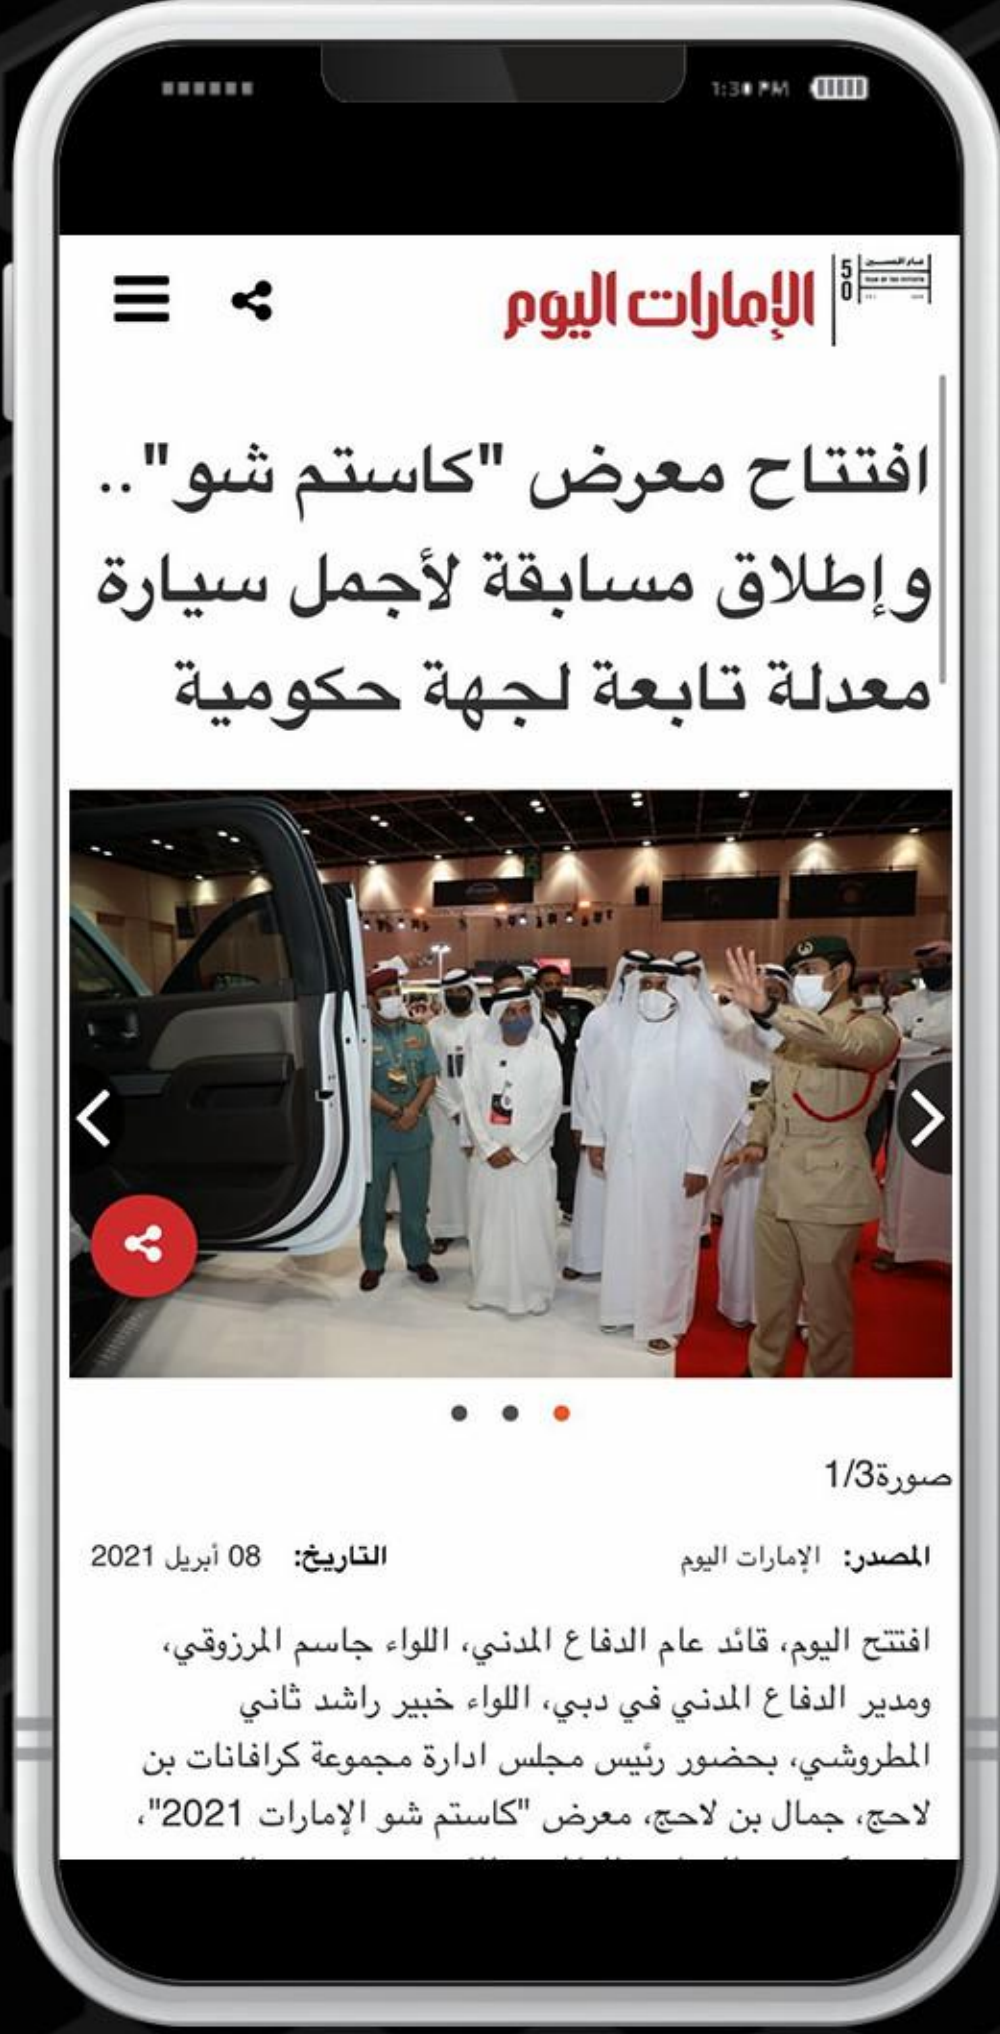 1:30 PM
الإمارات اليوم
50
افتتاح معرض "كاستم شو"..
وإطلاق مسابقة لأجمل سيارة
معدلة تابعة لجهة حكومية
صورة1/3
المصدر: الإمارات اليوم
التاريخ: 08 أبريل 2021
افتتح اليوم، قائد عام الدفاع المدني، اللواء جاسم المرزوقي،
ومدير الدفاع المدني في دبي، اللواء خبير راشد ثاني
المطروشي، بحضور رئيس مجلس ادارة مجموعة كرافانات بن
لاحج، جمال بن لاحج، معرض "كاستم شو الإمارات 2021"،